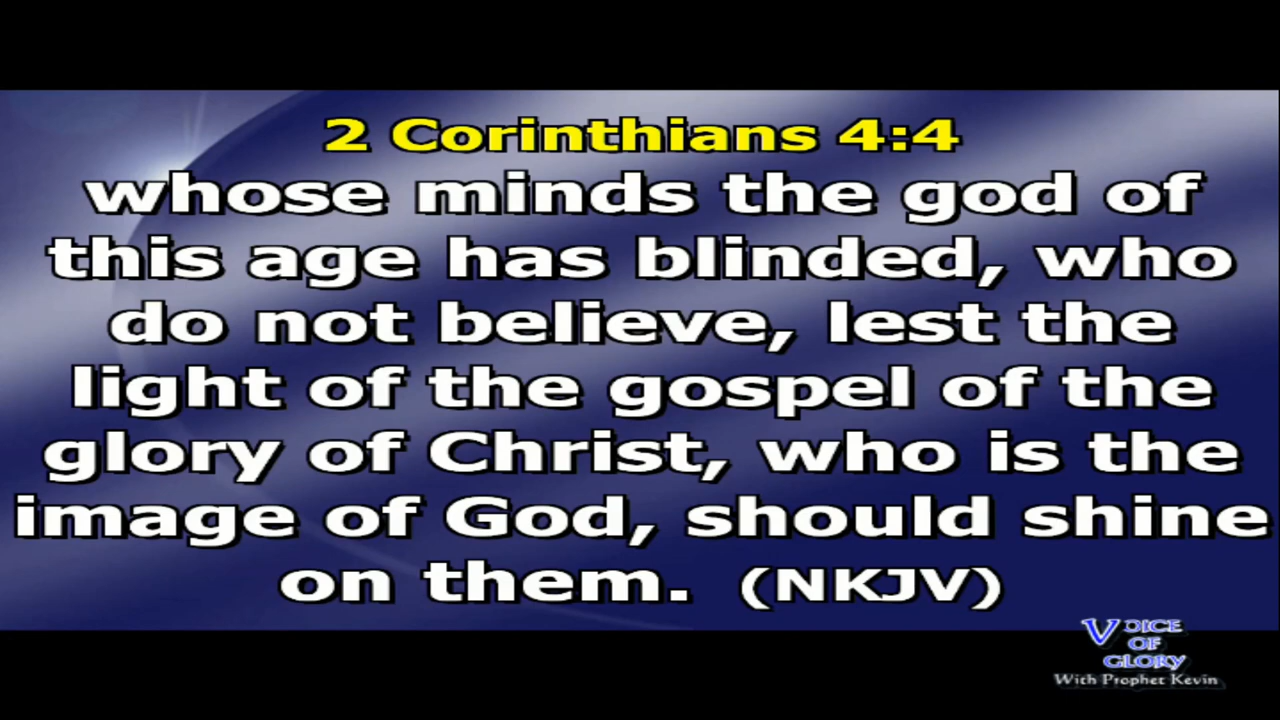 2 Corinthians 4:4
whose minds the god of
this age has blinded, who
do not believe, lest the
light of the gospel of the
glory of Christ, who is the
image of God, should shine
on them. (NKJV)
VOICE
OF
GLORY
With Prophet Kevin